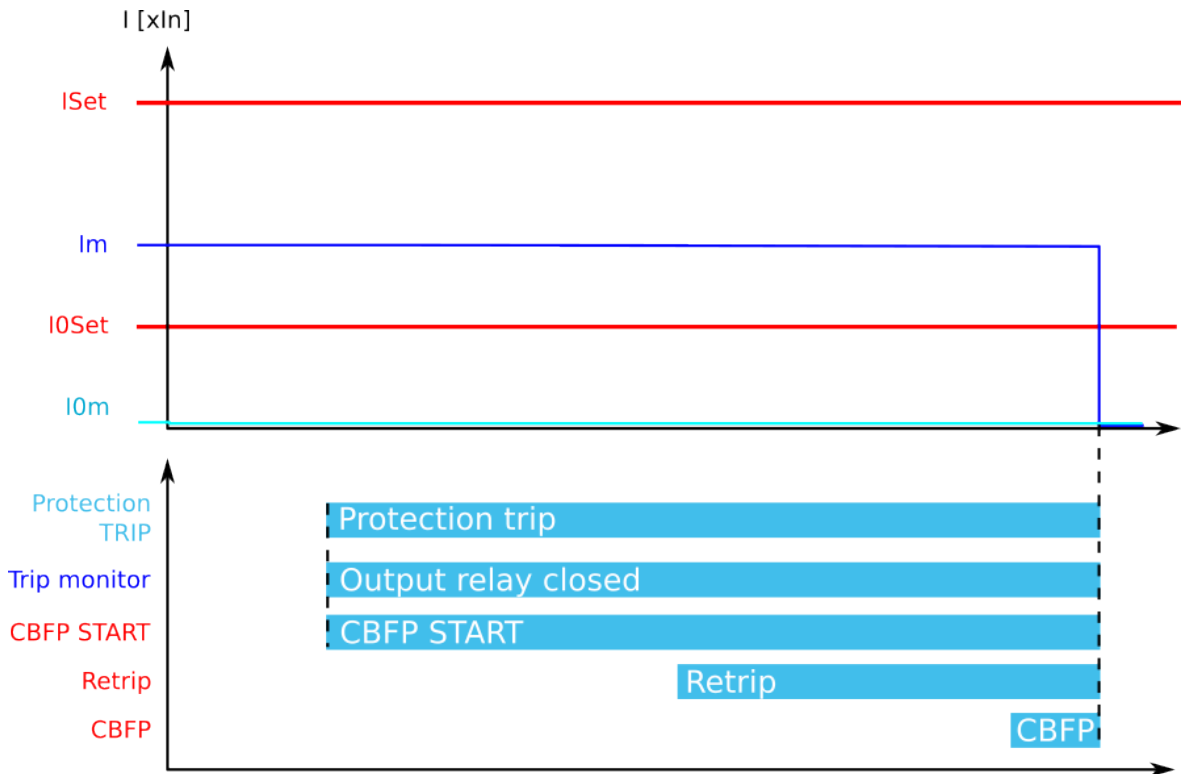 I [xIn]
ISet
Im
I0Set
I0m
Protection
TRIP
Protection trip
Trip monitor
Output relay closed
CBFP START
CBFP START
Retrip
Retrip
CBFP
CBFP